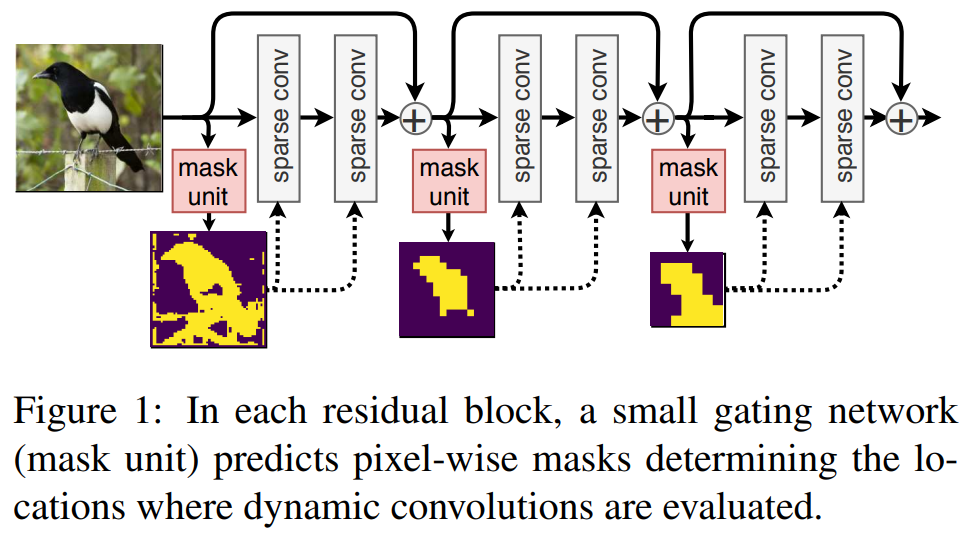 sparse conv
sparse conv
sparse conv
sparse conv
sparse conv
sparse conv
mask
unit
mask
unit
mask
unit
Figure 1: In each residual block, a small gating network
(mask unit) predicts pixel-wise masks determining the lo-
cations where dynamic convolutions are evaluated.